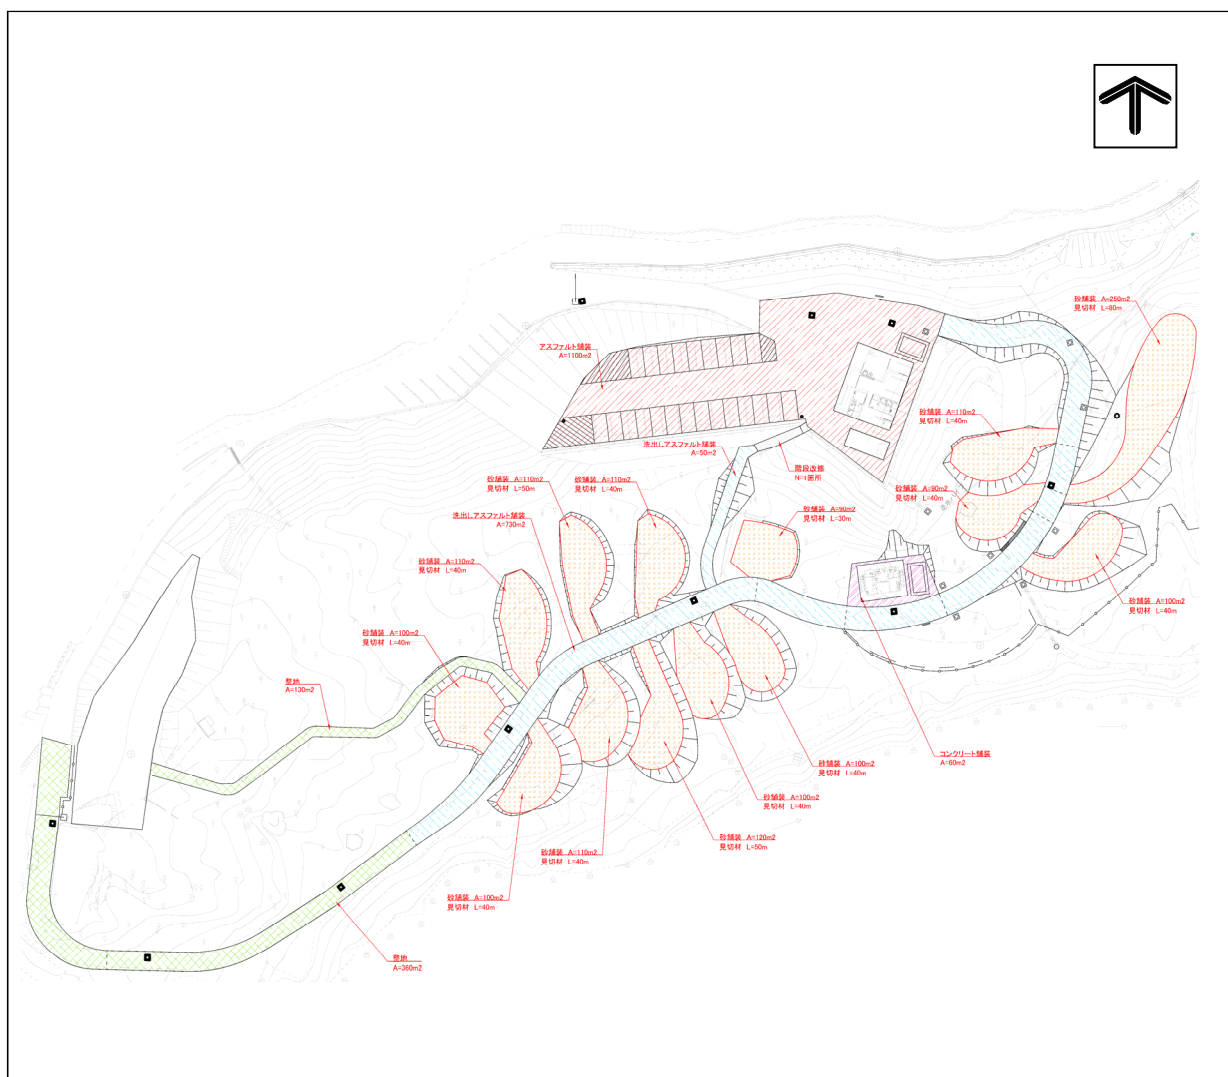 砂舗装 A=250m2
見切材 L=80m
アスファルト舗装
A=1100m2
砂舗装 A=110m2
見切材 L=40m
洗出しアスファルト舗装
A=50m2
階段改修
N=1箇所
砂舗装 A=110m2
見切材 L=50m
砂舗装 A=110m2
見切材 L=40m
砂舗装 A=90m2
見切材 L=40m
洗出しアスファルト舗装
A=730m2
砂舗装 A=90m2
見切材 L=30m
砂舗装 A=110m2
見切材 L=40m
砂舗装 A=100m2
見切材 L=40m
砂舗装 A=100m2
見切材 L=40m
整地
A=130m2
コンクリート舗装
A=60m2
砂舗装 A=100m2
見切材 L=40m
砂舗装 A=100m2
見切材 L=40m
砂舗装 A=120m2
見切材 L=50m
砂舗装 A=110m2
見切材 L=40m
砂舗装 A=100m2
見切材 L=40m
整地
A=360m2